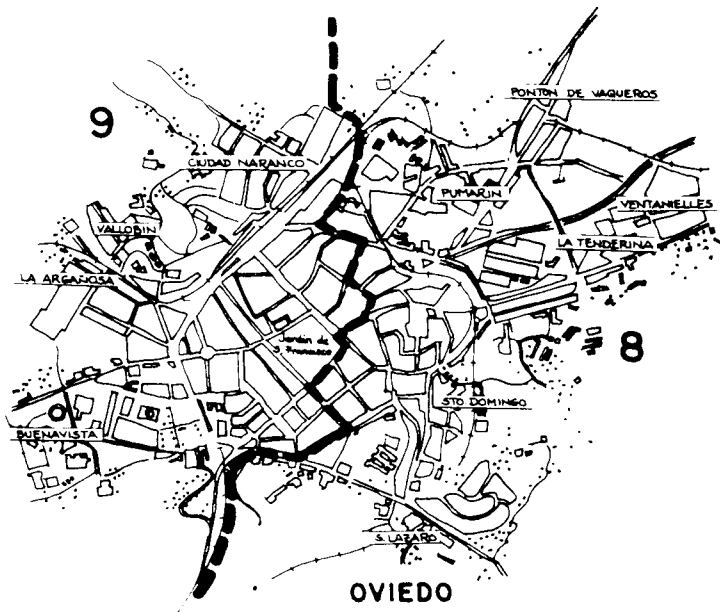 PONTON DE VAQUEROS
9
CIUDAD NARANCO
PUMARIN
VENTANIELLES
VALLOBIN
LA TENDERINA
LA ARGAÑOSA
Jardín de
S. Francisco
8
STO DOMINGO
BUENAVISTA
S. LAZARO
OVIEDO